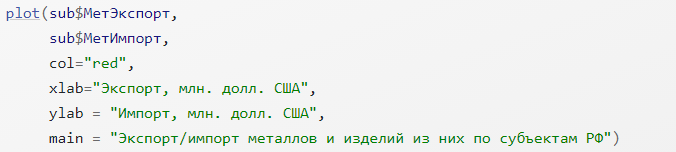 plot(sub$МетЭкспорт,
sub$МетИмпорт,
col="red",
xlab="Экспорт, млн. долл. США",
ylab = "Импорт, млн. долл. США",
main = "Экспорт/импорт металлов и изделий из них по субъектам РФ")